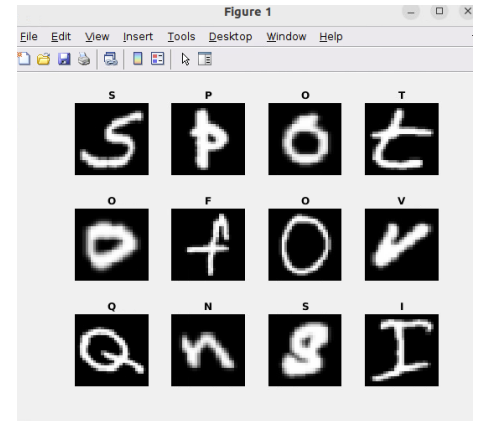 Figure 1
File Edit View Insert Tools Desktop Window Help
S P O T
S p o t
O F O V
O f O V
Q N S I
Q n S I